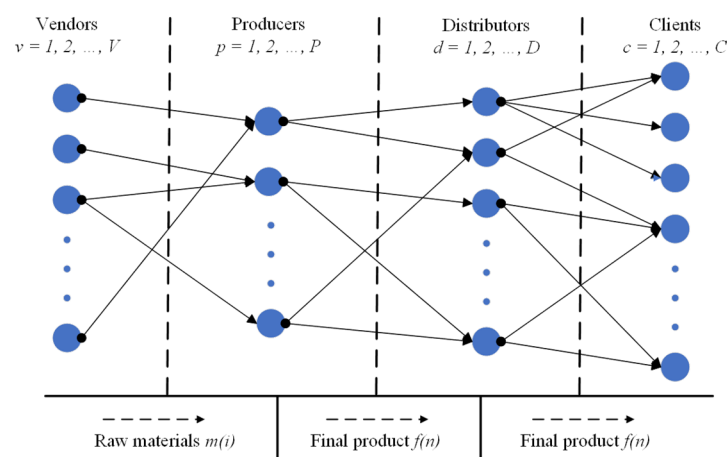 Vendors
v = 1, 2, ..., V
Producers
p = 1, 2, ..., P
Distributors
d = 1, 2, ..., D
Clients
c = 1, 2, ..., C
Raw materials m(i)
Final product f(n)
Final product f(n)